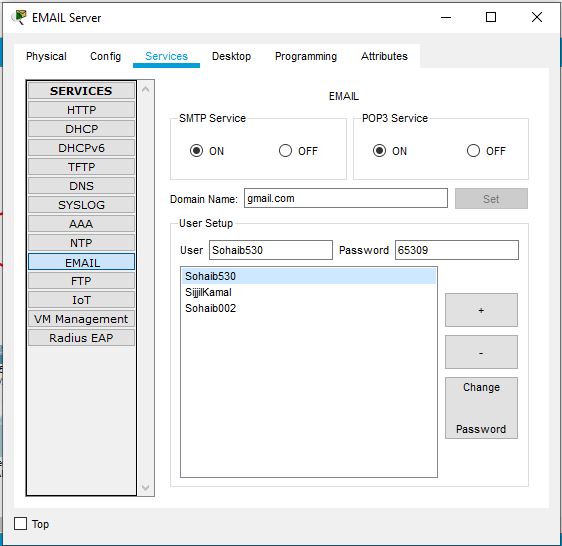 EMAIL Server
Physical Config Services Desktop Programming Attributes
SERVICES
HTTP
DHCP
DHCPv6
TFTP
DNS
SYSLOG
AAA
NTP
EMAIL
FTP
IoT
VM Management
Radius EAP
EMAIL
SMTP Service
ON OFF
POP3 Service
ON OFF
Domain Name: gmail.com Set
User Setup
User Sohaib530 Password 65309
Sohaib530
SijjilKamal
Sohaib002
+
-
Change
Password
Top